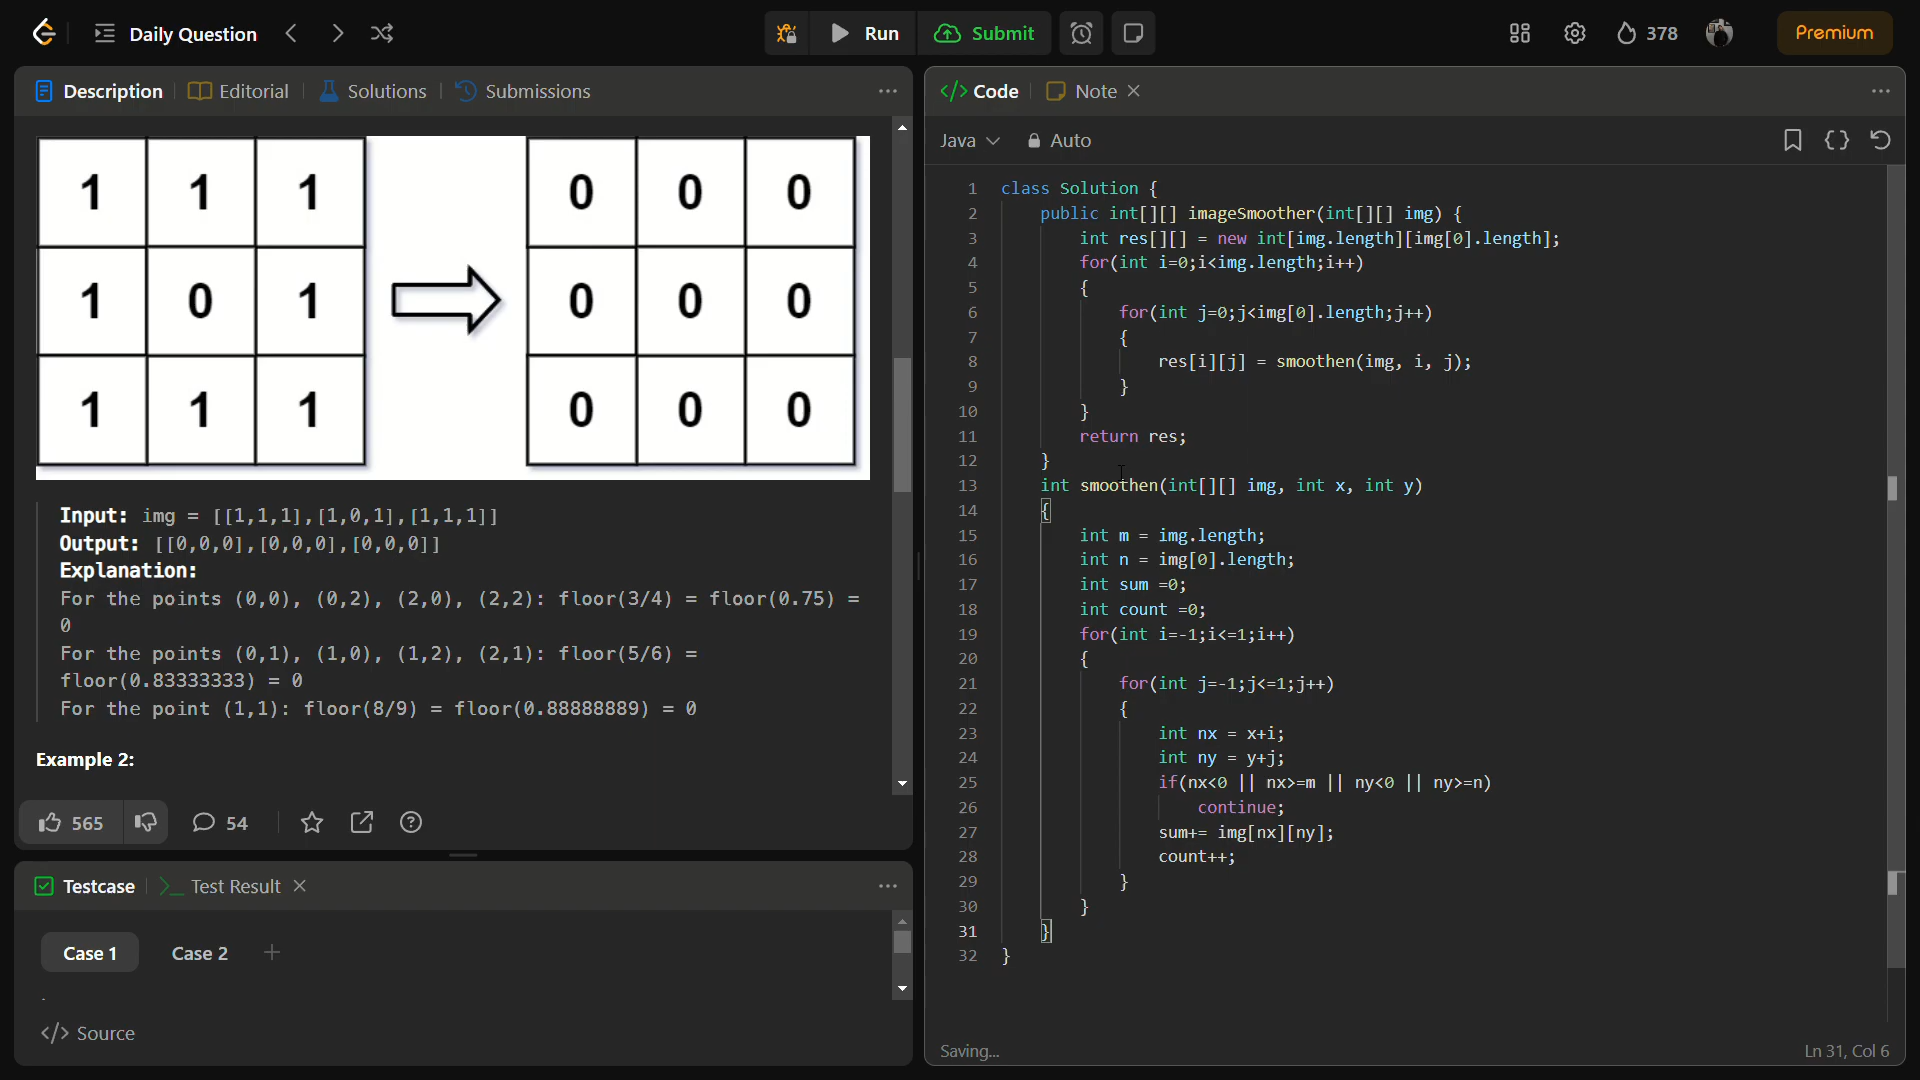 Daily Question
Run
Submit
378
Premium
Description
Editorial
Solutions
Submissions
1 1 1 0 0 0
1 0 1 0 0 0
1 1 1 0 0 0
Input: img = [[1,1,1],[1,0,1],[1,1,1]]
Output: [[0,0,0],[0,0,0],[0,0,0]]
Explanation:
For the points (0,0), (0,2), (2,0), (2,2): floor(3/4) = floor(0.75) =
0
For the points (0,1), (1,0), (1,2), (2,1): floor(5/6) =
floor(0.83333333) = 0
For the point (1,1): floor(8/9) = floor(0.88888889) = 0
Example 2:
565
54
Testcase
>_ Test Result
Case 1
Case 2
</> Source
</> Code
Note
Java
Auto
1 class Solution {
2 public int[][] imageSmoother(int[][] img) {
3 int res[][] = new int[img.length][img[0].length];
4 for(int i=0;i<img.length;i++)
5 {
6 for(int j=0;j<img[0].length;j++)
7 {
8 res[i][j] = smoothen(img, i, j);
9 }
10 }
11 return res;
12 }
13 int smoothen(int[][] img, int x, int y)
14 {
15 int m = img.length;
16 int n = img[0].length;
17 int sum =0;
18 int count =0;
19 for(int i=-1;i<=1;i++)
20 {
21 for(int j=-1;j<=1;j++)
22 {
23 int nx = x+i;
24 int ny = y+j;
25 if(nx<0 || nx>=m || ny<0 || ny>=n)
26 continue;
27 sum+= img[nx][ny];
28 count++;
29 }
30 }
31 }
32 }
Saving...
Ln 31, Col 6